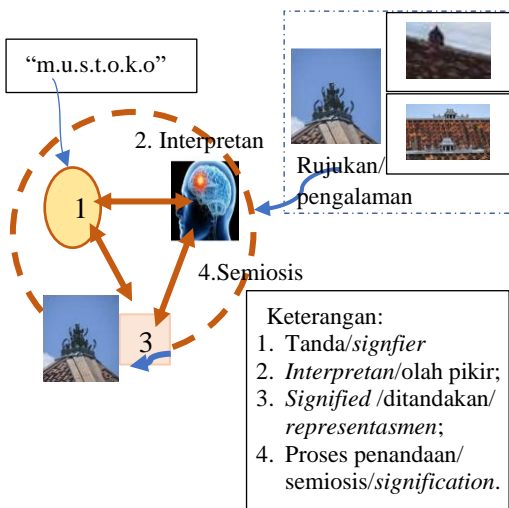 “m.u.s.t.o.k.o”
2. Interpretan
Rujukan/
pengalaman
1
4.Semiosis
3
Keterangan:
1. Tanda/signfier
2. Interpretan/olah pikir;
3. Signified /ditandakan/
representasmen;
4. Proses penandaan/
semiosis/signification.